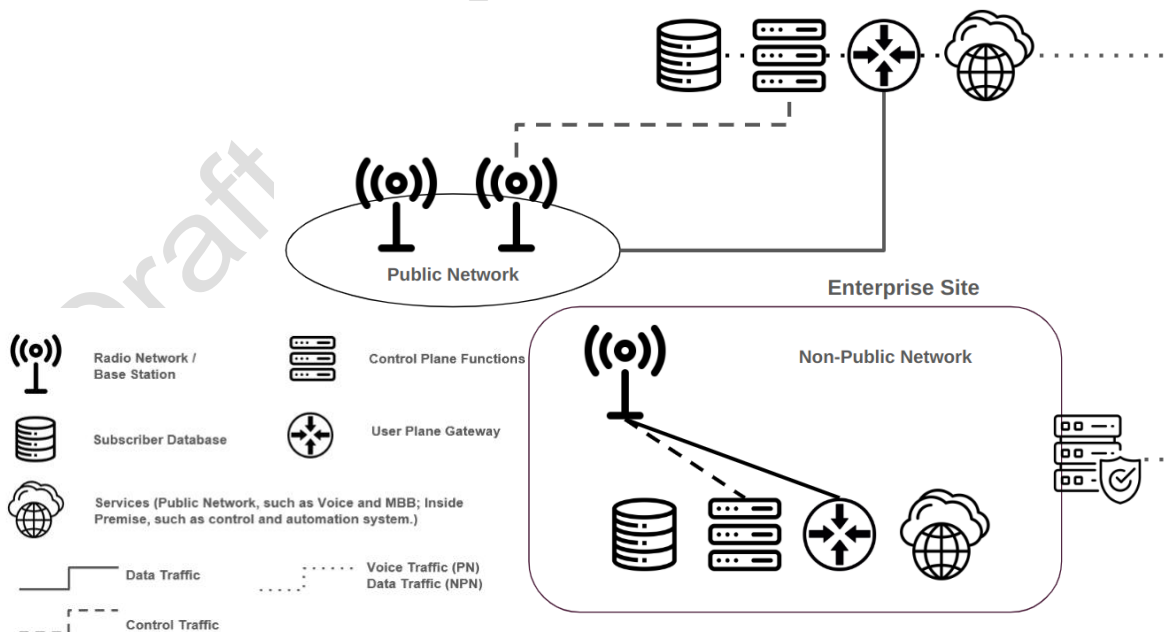 Draft
Public Network
Enterprise Site
Non-Public Network
Radio Network /
Base Station
Control Plane Functions
Subscriber Database
User Plane Gateway
Services (Public Network, such as Voice and MBB; Inside
Premise, such as control and automation system.)
Data Traffic
Voice Traffic (PN)
Data Traffic (NPN)
Control Traffic